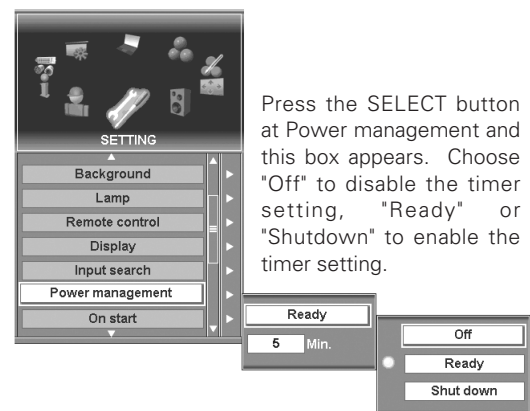 SETTING
Background
Lamp
Remote control
Display
Input search
Power management
On start
Press the SELECT button
at Power management and
this box appears. Choose
"Off" to disable the timer
setting, "Ready" or
"Shutdown" to enable the
timer setting.
Ready
5 Min.
Off
Ready
Shut down